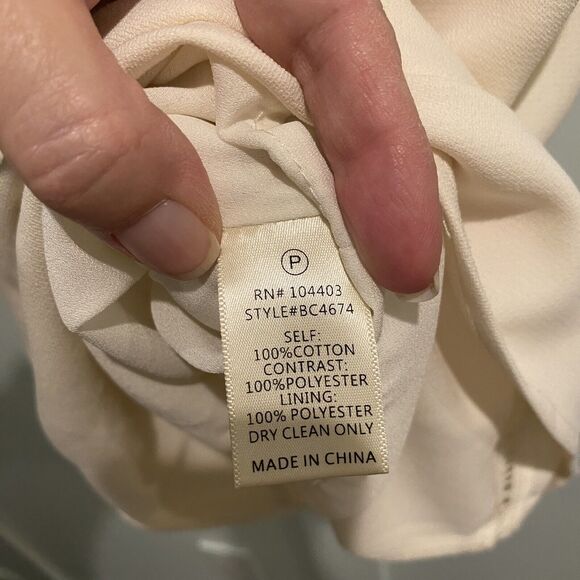 P
RN# 104403
STYLE#BC4674
SELF:
100%COTTON
CONTRAST:
100%POLYESTER
LINING:
100% POLYESTER
DRY CLEAN ONLY
MADE IN CHINA